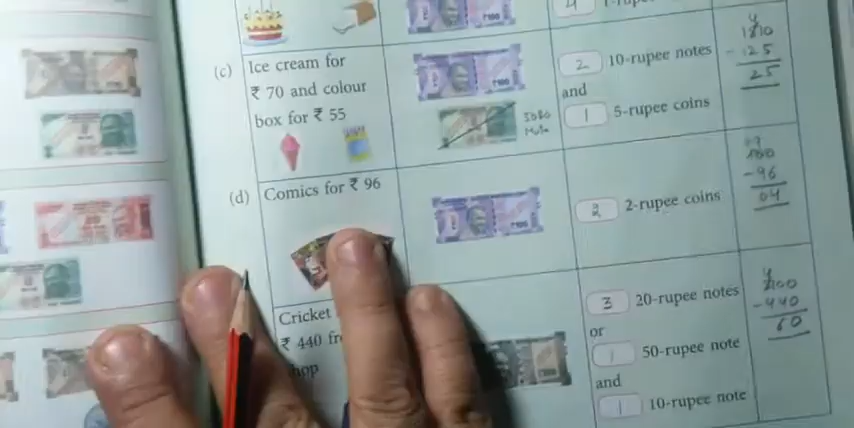 (c) Ice cream for
₹ 70 and colour
box for ₹ 55
₹100
2 10-rupee notes
and
1 5-rupee coins
- 125
25
(d) Comics for ₹ 96
₹100
2 2-rupee coins
- 96
04
Cricket
₹ 440
3 20-rupee notes
or
1 50-rupee note
and
1 10-rupee note
- 440
60